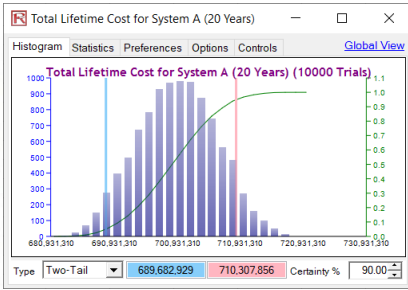 Total Lifetime Cost for System A (20 Years)
Histogram Statistics Preferences Options Controls Global View
Total Lifetime Cost for System A (20 Years) (10000 Trials)
1000 1.1
900 1.0
800 0.9
700 0.8
600 0.7
500 0.6
400 0.5
300 0.4
200 0.3
100 0.2
0 0.1
0.0
680,931,310 690,931,310 700,931,310 710,931,310 720,931,310 730,931,310
Type Two-Tail 689,682,929 710,307,856 Certainty % 90.00